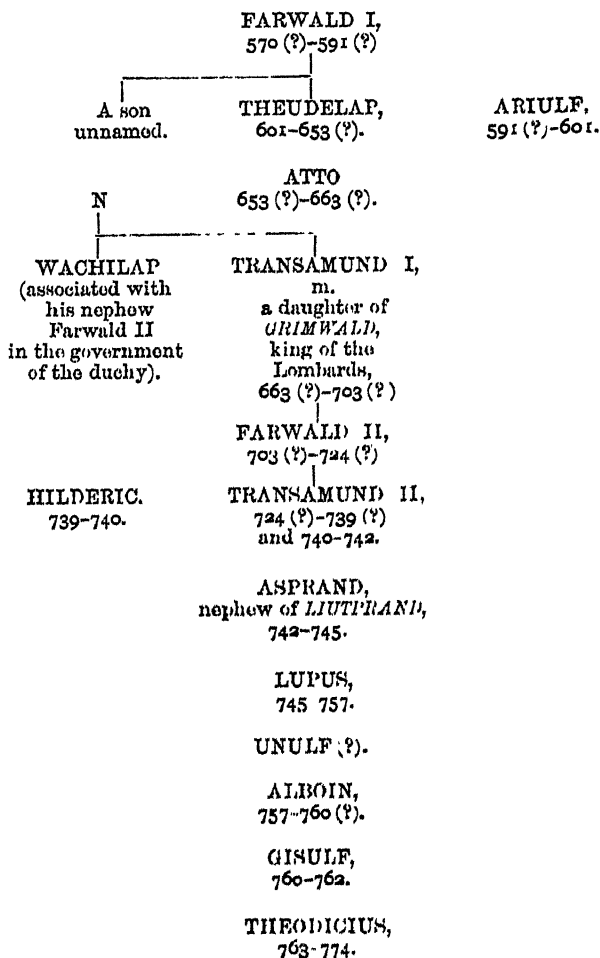 FARWALD I,
570 (?)-591 (?)
A son
unnamed.
THEUDELAP,
601-653 (?).
ARIULF,
591 (?)-601.
ATTO
653 (?)-663 (?).
N
WACHILAP
(associated with
his nephew
Farwald II
in the government
of the duchy).
TRANSAMUND I,
m.
a daughter of
GRIMWALD,
king of the
Lombards,
663 (?)-703 (?)
FARWALD II,
703 (?)-724 (?)
HILDERIC.
739-740.
TRANSAMUND II,
724 (?)-739 (?)
and 740-742.
ASPRAND,
nephew of LIUTPRAND,
742-745.
LUPUS,
745 757.
UNULF (?).
ALBOIN,
757-760 (?).
GISULF,
760-762.
THEODICIUS,
763-774.